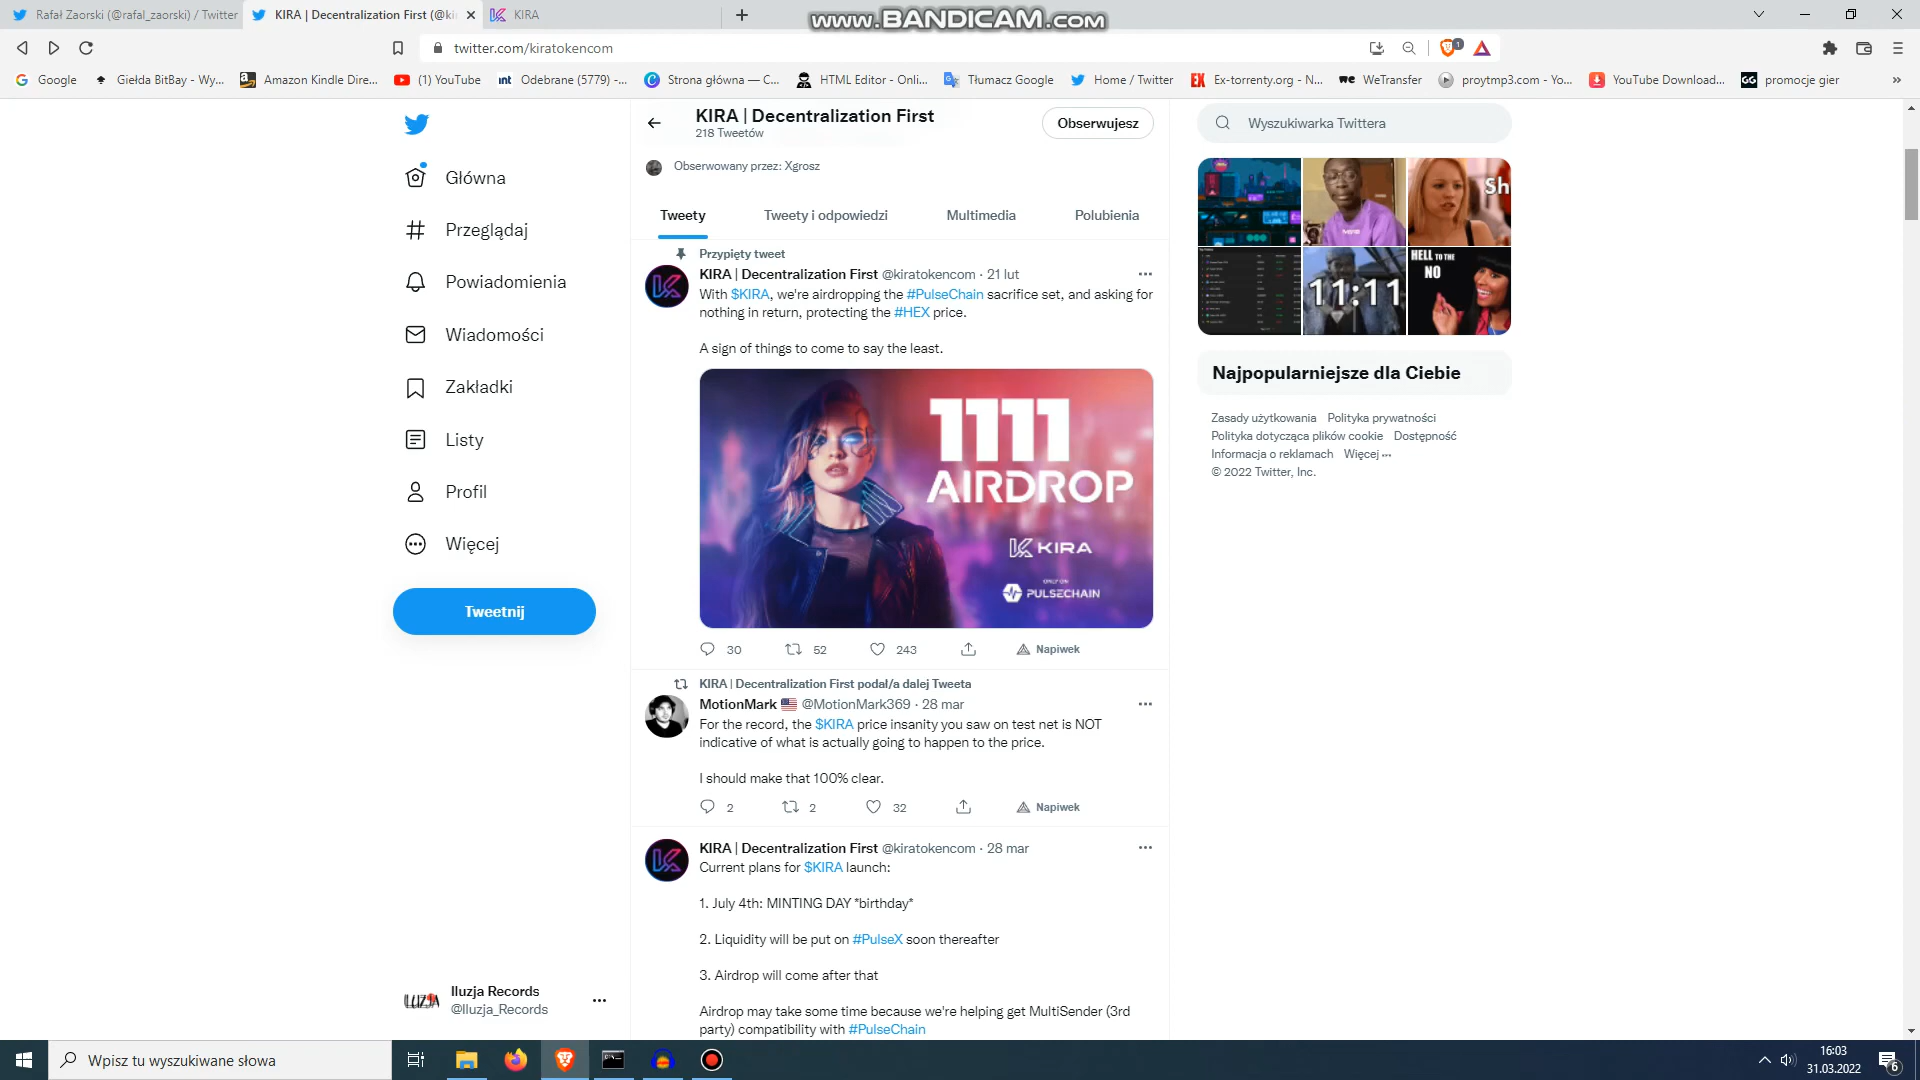 Rafał Zaorski (@rafal_zaorski) / Twitter
KIRA | Decentralization First (@ki
KIRA
WWW.BANDICAM.COM
twitter.com/kiratokencom
1
Google
Giełda BitBay - Wy...
Amazon Kindle Dire...
(1) YouTube
int
Odebrane (5779) -...
Strona główna — C...
HTML Editor - Onli...
Tłumacz Google
Home / Twitter
Ex-torrenty.org - N...
we
WeTransfer
proytmp3.com - Yo...
YouTube Download...
GG
promocje gier
»
Główna
Przeglądaj
Powiadomienia
Wiadomości
Zakładki
Listy
Profil
Więcej
Tweetnij
ILUZJA
Iluzja Records
@Iluzja_Records
KIRA | Decentralization First
218 Tweetów
Obserwujesz
Obserwowany przez: Xgrosz
Tweety
Tweety i odpowiedzi
Multimedia
Polubienia
Przypięty tweet
KIRA | Decentralization First @kiratokencom · 21 lut
With $KIRA, we're airdropping the #PulseChain sacrifice set, and asking for
nothing in return, protecting the #HEX price.
A sign of things to come to say the least.
1111
AIRDROP
KIRA
ONLY ON
PULSECHAIN
30
52
243
Napiwek
KIRA | Decentralization First podał/a dalej Tweeta
MotionMark @MotionMark369 · 28 mar
For the record, the $KIRA price insanity you saw on test net is NOT
indicative of what is actually going to happen to the price.
I should make that 100% clear.
2
2
32
Napiwek
KIRA | Decentralization First @kiratokencom · 28 mar
Current plans for $KIRA launch:
1. July 4th: MINTING DAY *birthday*
2. Liquidity will be put on #PulseX soon thereafter
3. Airdrop will come after that
Airdrop may take some time because we're helping get MultiSender (3rd
party) compatibility with #PulseChain
Wyszukiwarka Twittera
Sh
11:11
HELL TO THE
NO
Najpopularniejsze dla Ciebie
Zasady użytkowania Polityka prywatności
Polityka dotycząca plików cookie Dostępność
Informacja o reklamach Więcej
© 2022 Twitter, Inc.
Wpisz tu wyszukiwane słowa
16:03
31.03.2022
6